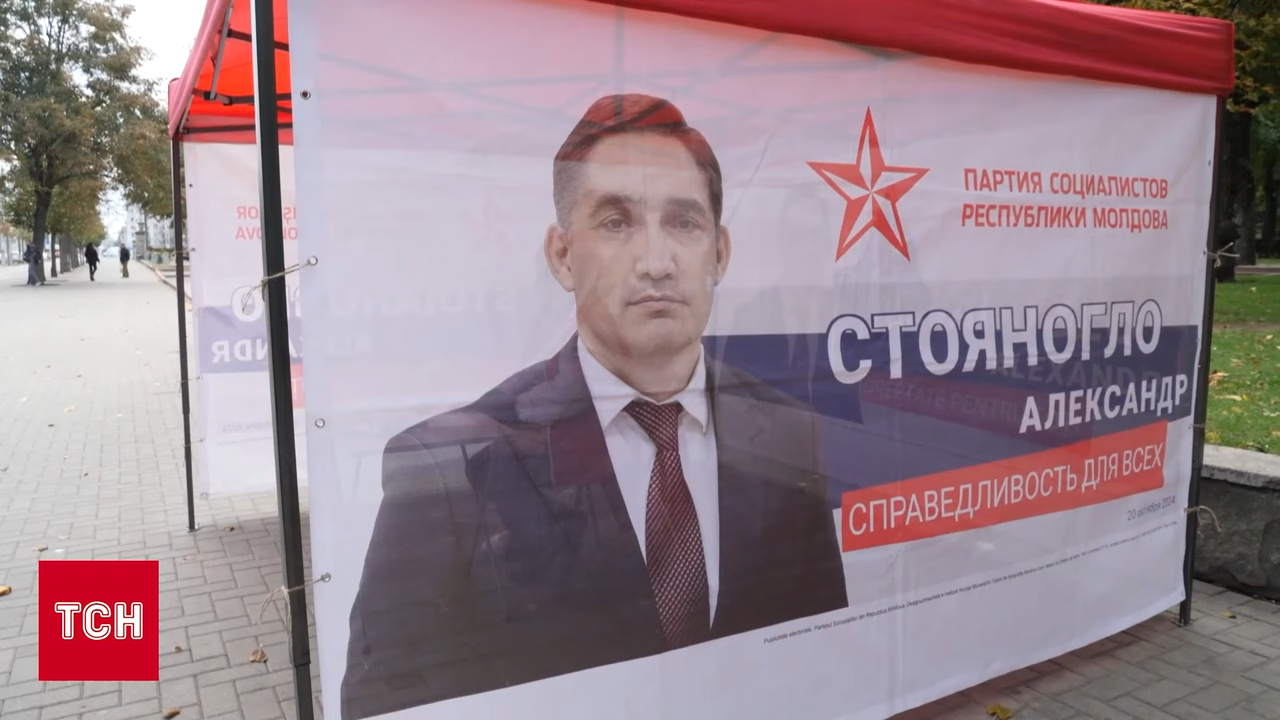 ПАРТИЯ СОЦИАЛИСТОВ
РЕСПУБЛИКИ МОЛДОВА
СТОЯНОГЛО
АЛЕКСАНДР
СПРАВЕДЛИВОСТЬ ДЛЯ ВСЕХ
20 октября 2024
ТСН